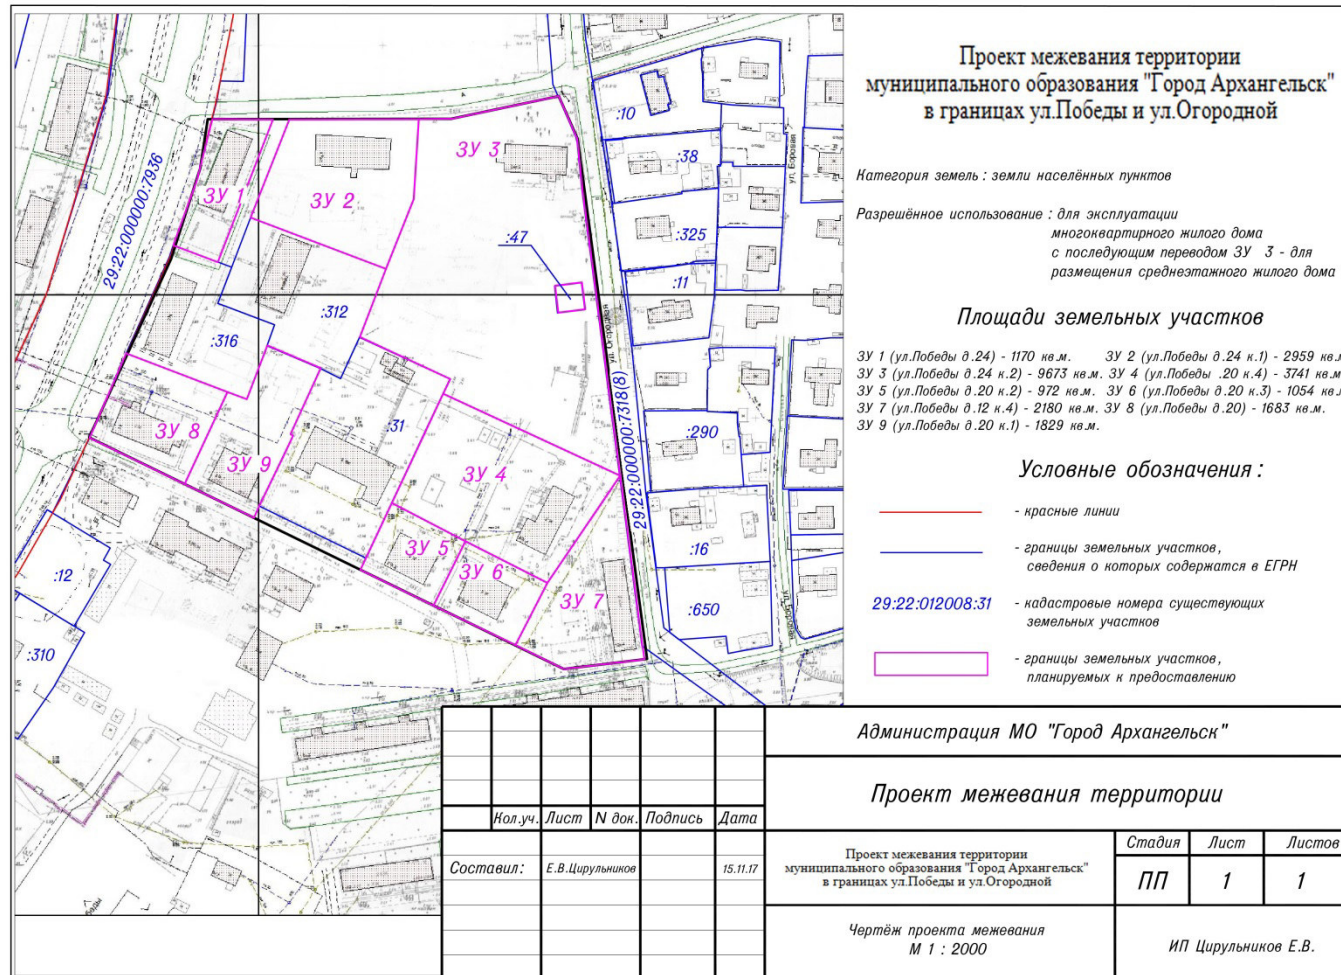 Проект межевания территории
муниципального образования "Город Архангельск"
в границах ул.Победы и ул.Огородной
Категория земель : земли населённых пунктов
Разрешённое использование : для эксплуатации
многоквартирного жилого дома
с последующим переводом ЗУ 3 - для
размещения среднеэтажного жилого дома
Площади земельных участков
ЗУ 1 (ул.Победы д.24) - 1170 кв.м. ЗУ 2 (ул.Победы д.24 к.1) - 2959 кв.м
ЗУ 3 (ул.Победы д.24 к.2) - 9673 кв.м. ЗУ 4 (ул.Победы .20 к.4) - 3741 кв.м
ЗУ 5 (ул.Победы д.20 к.2) - 972 кв.м. ЗУ 6 (ул.Победы д.20 к.3) - 1054 кв.м
ЗУ 7 (ул.Победы д.12 к.4) - 2180 кв.м. ЗУ 8 (ул.Победы д.20) - 1683 кв.м.
ЗУ 9 (ул.Победы д.20 к.1) - 1829 кв.м.
Условные обозначения :
- красные линии
- границы земельных участков,
сведения о которых содержатся в ЕГРН
29:22:012008:31 - кадастровые номера существующих
земельных участков
- границы земельных участков,
планируемых к предоставлению
29:22:000000:7936
ЗУ 1
ЗУ 2
ЗУ 3
:47
:10
:38
:325
:11
ул. Боровая
:312
:316
ул. Огородная
29:22:000000:7318(8)
:31
ЗУ 8
ЗУ 9
ЗУ 4
ЗУ 5
ЗУ 6
ЗУ 7
:290
:16
:650
:12
:310
Администрация МО "Город Архангельск"
Проект межевания территории
Кол.уч. Лист N док. Подпись Дата
Составил: Е.В.Цирульников 15.11.17
Проект межевания территории
муниципального образования "Город Архангельск"
в границах ул.Победы и ул.Огородной
Стадия Лист Листов
ПП 1 1
Чертёж проекта межевания
М 1 : 2000
ИП Цирульников Е.В.